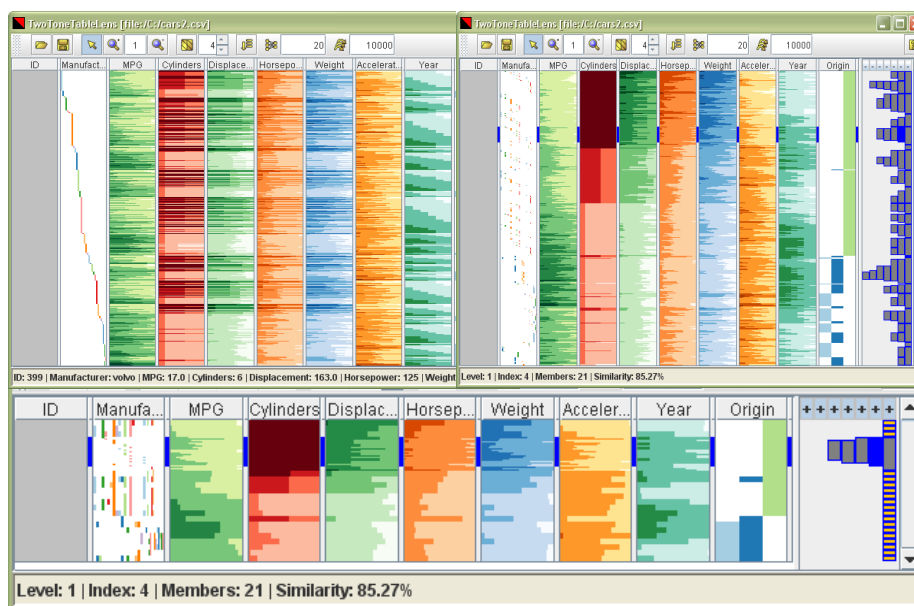 TwoToneTableLens [file:/C:/cars2.csv]
1 4 20 10000
ID Manufact... MPG Cylinders Displace... Horsepo... Weight Accelerat... Year
ID: 399 | Manufacturer: volvo | MPG: 17.0 | Cylinders: 6 | Displacement: 163.0 | Horsepower: 125 | Weight
TwoToneTableLens [file:/C:/cars2.csv]
1 4 20 10000
ID Manufa... MPG Cylinders Displac... Horsep... Weight Acceler... Year Origin
Level: 1 | Index: 4 | Members: 21 | Similarity: 85.27%
ID Manufa... MPG Cylinders Displac... Horsep... Weight Acceler... Year Origin + + + + + + +
Level: 1 | Index: 4 | Members: 21 | Similarity: 85.27%